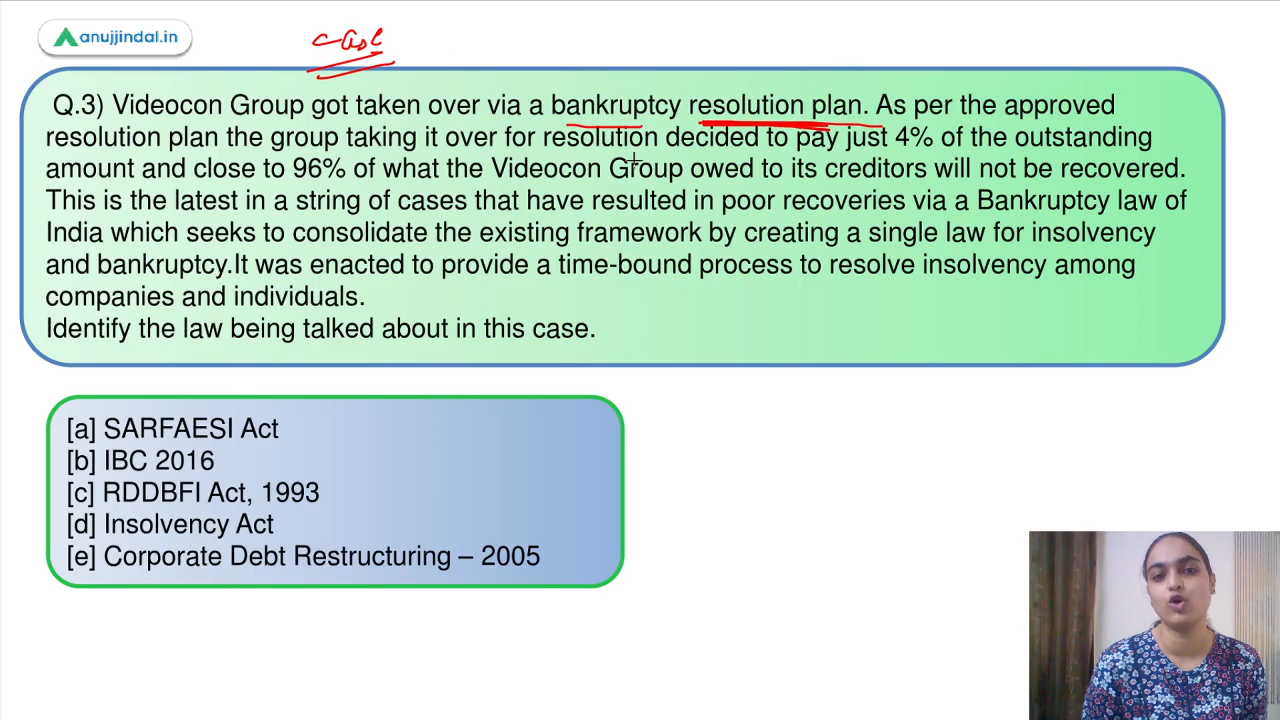 anujjindal.in
case
Q.3) Videocon Group got taken over via a bankruptcy resolution plan. As per the approved
resolution plan the group taking it over for resolution decided to pay just 4% of the outstanding
amount and close to 96% of what the Videocon Group owed to its creditors will not be recovered.
This is the latest in a string of cases that have resulted in poor recoveries via a Bankruptcy law of
India which seeks to consolidate the existing framework by creating a single law for insolvency
and bankruptcy.It was enacted to provide a time-bound process to resolve insolvency among
companies and individuals.
Identify the law being talked about in this case.
[a] SARFAESI Act
[b] IBC 2016
[c] RDDBFI Act, 1993
[d] Insolvency Act
[e] Corporate Debt Restructuring – 2005